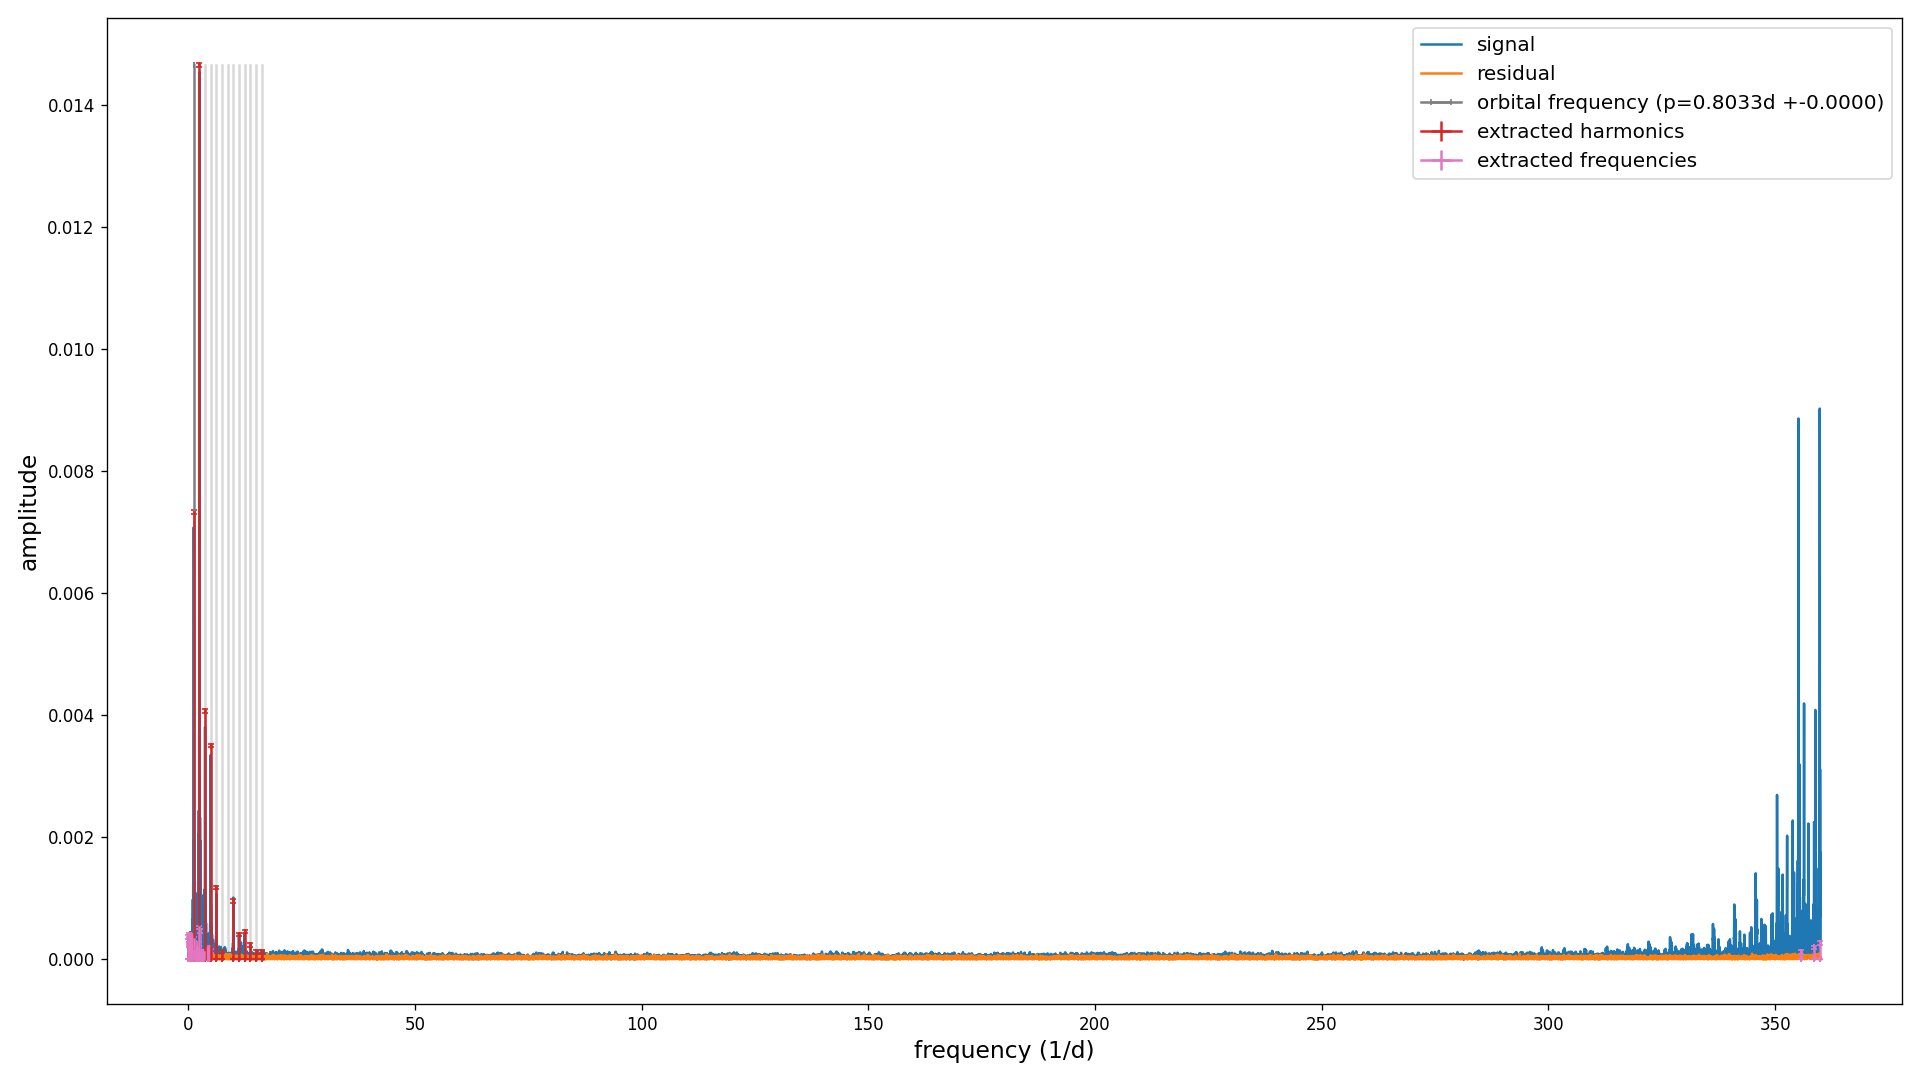 signal
residual
orbital frequency (p=0.8033d +-0.0000)
extracted harmonics
extracted frequencies
0.014
0.012
0.010
0.008
0.006
0.004
0.002
0.000
amplitude
0 50 100 150 200 250 300 350
frequency (1/d)